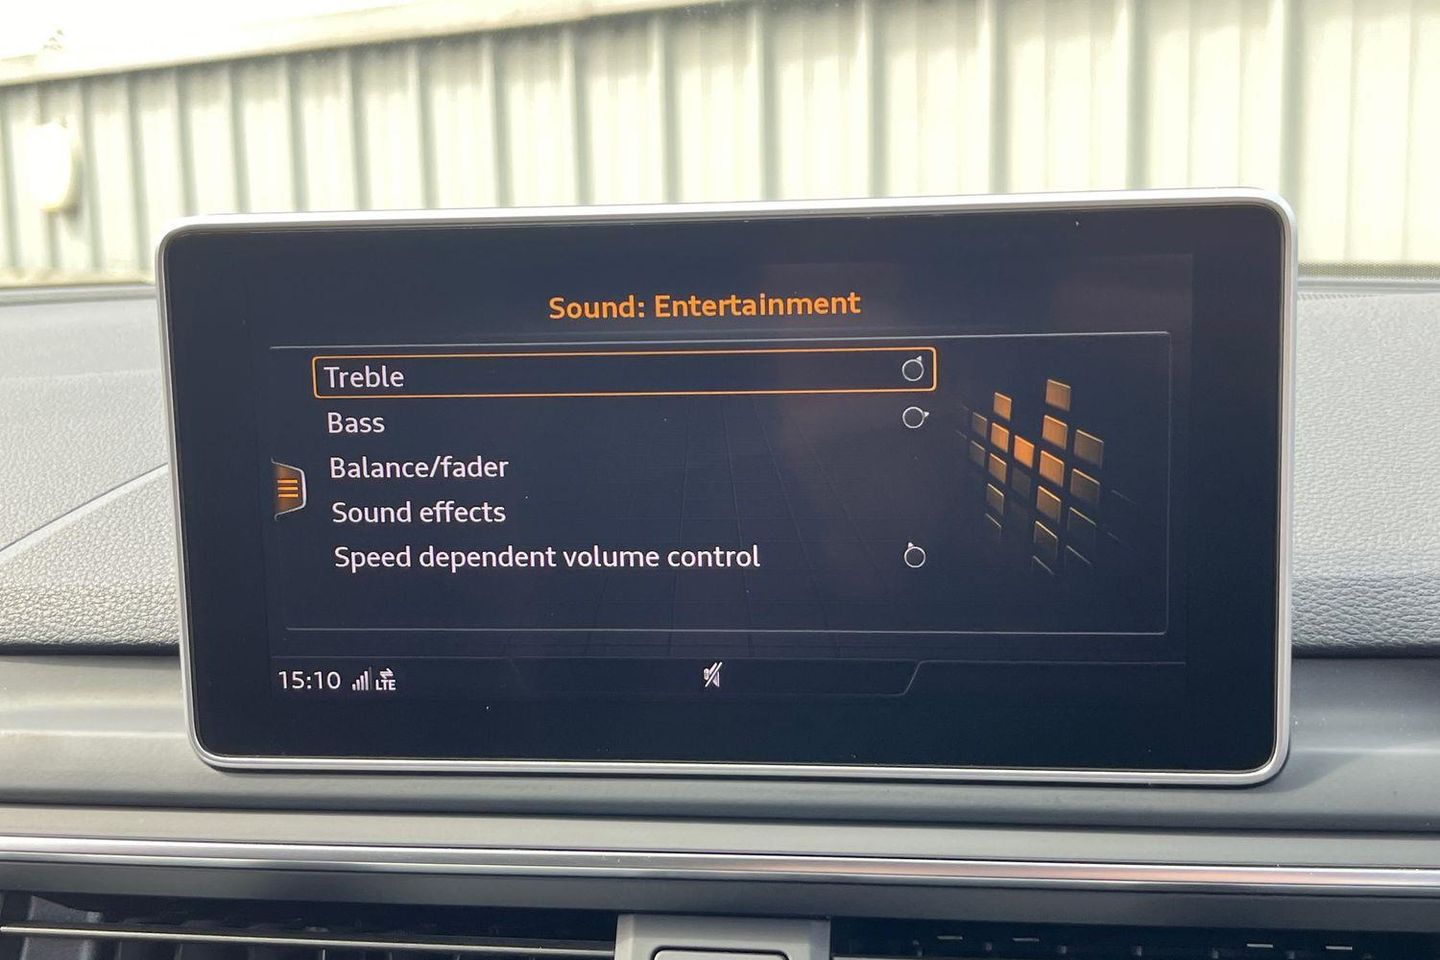 Sound: Entertainment
Treble
Bass
Balance/fader
Sound effects
Speed dependent volume control
15:10 LTE